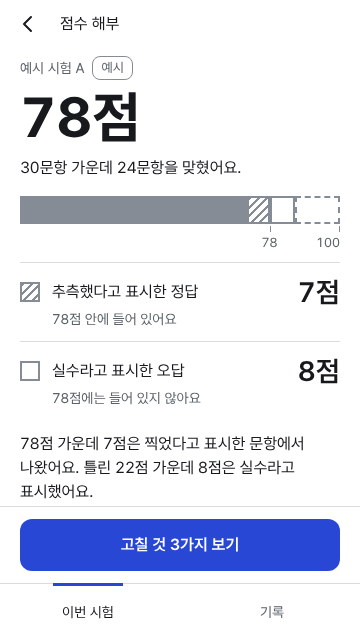 점수 해부
예시 시험 A 예시
78점
30문항 가운데 24문항을 맞혔어요.
78 100
추측했다고 표시한 정답 7점
78점 안에 들어 있어요
실수라고 표시한 오답 8점
78점에는 들어 있지 않아요
78점 가운데 7점은 찍었다고 표시한 문항에서
나왔어요. 틀린 22점 가운데 8점은 실수라고
표시했어요.
고칠 것 3가지 보기
이번 시험 기록